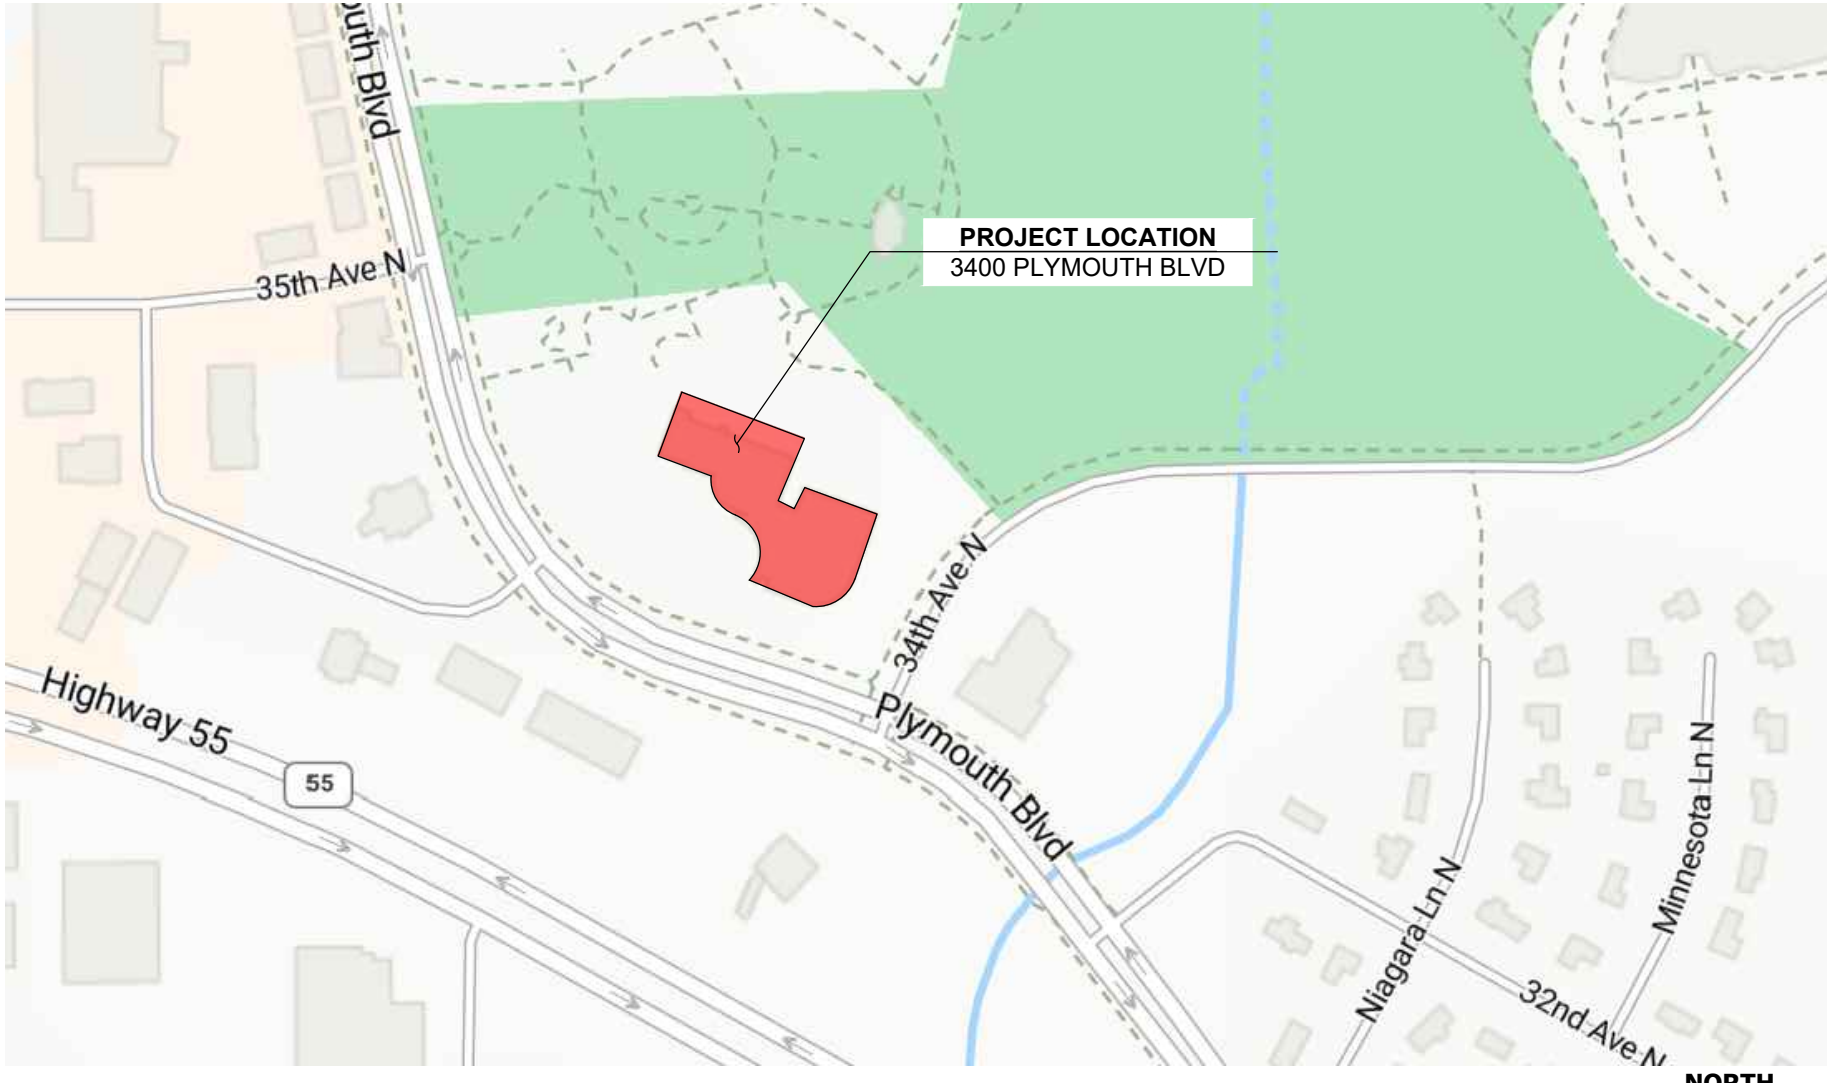 outh Blvd
PROJECT LOCATION
3400 PLYMOUTH BLVD
35th Ave N
34th Ave N
Highway 55
55
Plymouth Blvd
Niagara Ln N
Minnesota Ln N
32nd Ave N
NORTH